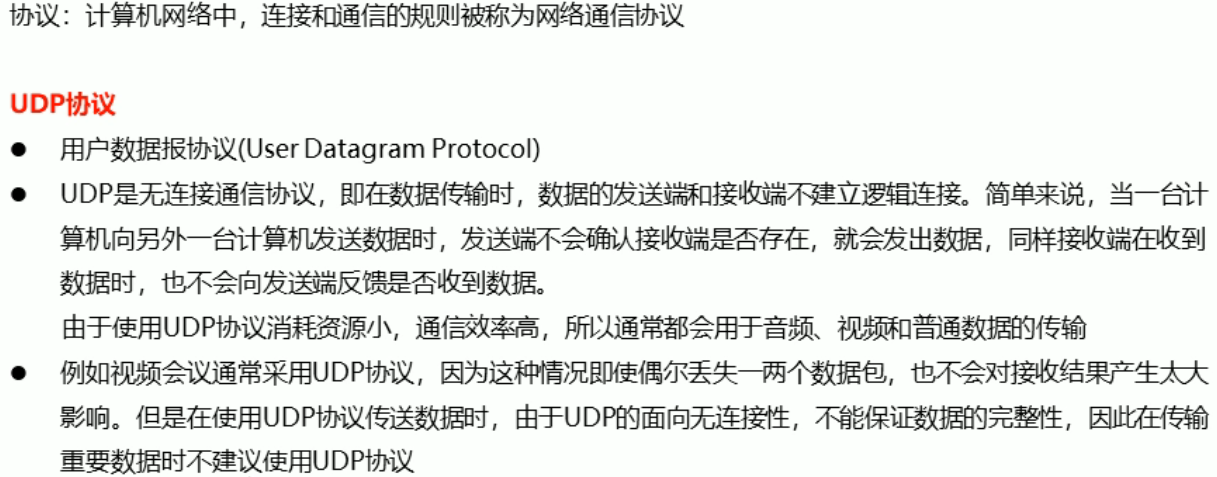 协议：计算机网络中，连接和通信的规则被称为网络通信协议
UDP协议
● 用户数据报协议(User Datagram Protocol)
● UDP是无连接通信协议，即在数据传输时，数据的发送端和接收端不建立逻辑连接。简单来说，当一台计
算机向另外一台计算机发送数据时，发送端不会确认接收端是否存在，就会发出数据，同样接收端在收到
数据时，也不会向发送端反馈是否收到数据。
由于使用UDP协议消耗资源小，通信效率高，所以通常都会用于音频、视频和普通数据的传输
● 例如视频会议通常采用UDP协议，因为这种情况即使偶尔丢失一两个数据包，也不会对接收结果产生太大
影响。但是在使用UDP协议传送数据时，由于UDP的面向无连接性，不能保证数据的完整性，因此在传输
重要数据时不建议使用UDP协议